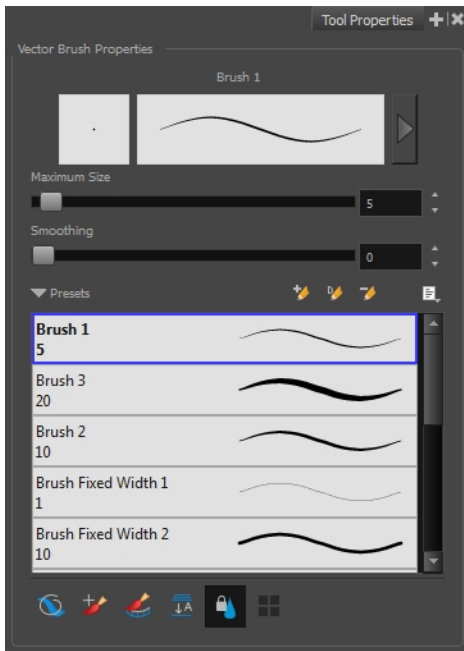 Tool Properties
Vector Brush Properties
Brush 1
Maximum Size
5
Smoothing
0
Presets
Brush 1
5
Brush 3
20
Brush 2
10
Brush Fixed Width 1
1
Brush Fixed Width 2
10